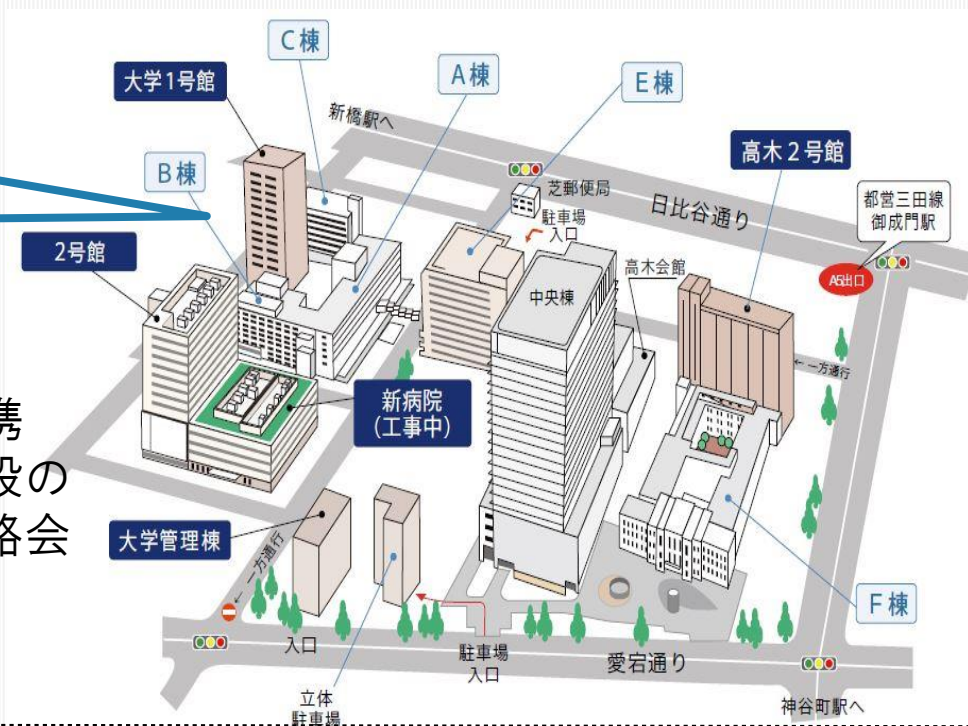 C棟
大学1号館
A棟
E棟
新橋駅へ
高木2号館
B棟
芝郵便局
日比谷通り
都営三田線
御成門駅
駐車場
入口
2号館
高木会館
A5出口
中央棟
一方通行
新病院
(工事中)
携
設の
絡会
大学管理棟
一方通行
F棟
入口
駐車場
入口
愛宕通り
立体
駐車場
神谷町駅へ